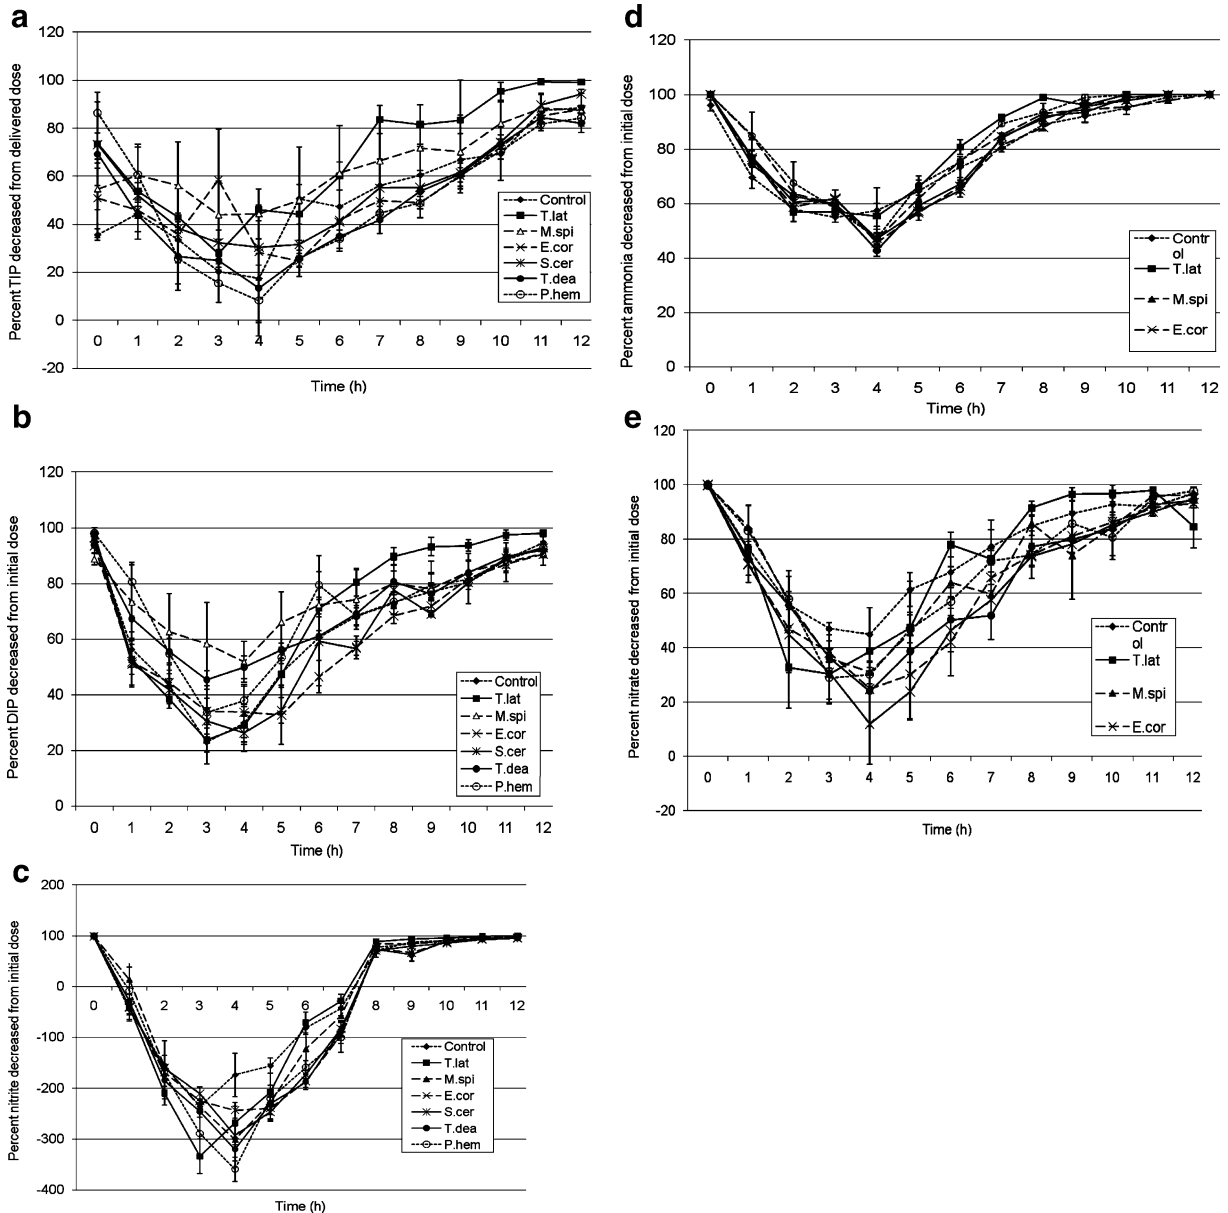 a
Percent TIP decreased from delivered dose
120
100
80
60
40
20
0
-20
0 1 2 3 4 5 6 7 8 9 10 11 12
Time (h)
Control
T.lat
M.spi
E.cor
S.cer
T.dea
P.hem
b
Percent DIP decreased from initial dose
120
100
80
60
40
20
0
0 1 2 3 4 5 6 7 8 9 10 11 12
Time (h)
Control
T.lat
M.spi
E.cor
S.cer
T.dea
P.hem
c
Percent nitrite decreased from initial dose
200
100
0
-100
-200
-300
-400
0 1 2 3 4 5 6 7 8 9 10 11 12
Time (h)
Control
T.lat
M.spi
E.cor
S.cer
T.dea
P.hem
d
Percent ammonia decreased from initial dose
120
100
80
60
40
20
0
0 1 2 3 4 5 6 7 8 9 10 11 12
Time (h)
Contr
ol
T.lat
M.spi
E.cor
e
Percent nitrate decreased from initial dose
120
100
80
60
40
20
0
-20
0 1 2 3 4 5 6 7 8 9 10 11 12
Time (h)
Contr
ol
T.lat
M.spi
E.cor